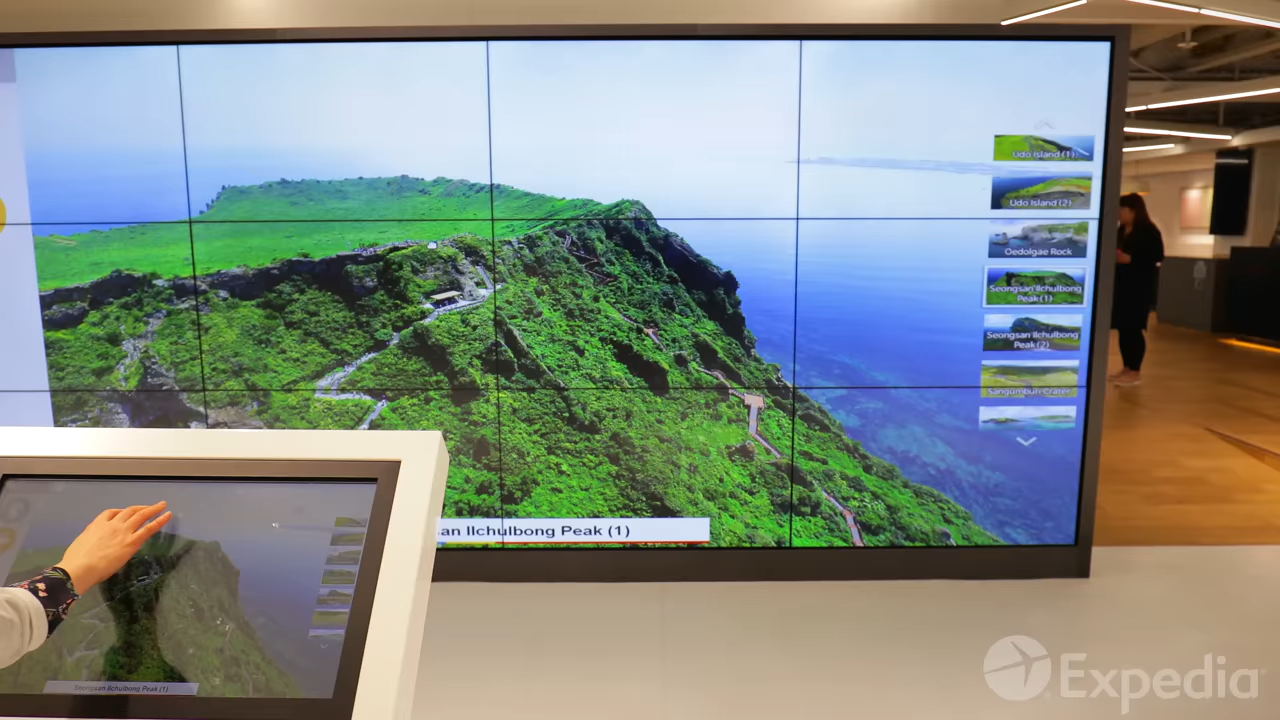 Udo Island (1)
Udo Island (2)
Oedolgae Rock
Seongsan Ilchulbong
Peak (1)
Seongsan Ilchulbong
Peak (2)
Sangumburi Crater
an Ilchulbong Peak (1)
Seongsan Ilchulbong Peak (1)
Expedia